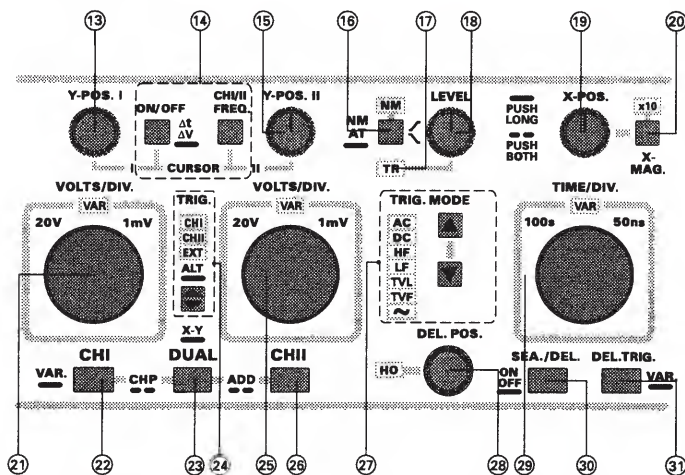 13 14 15 16 17 18 19 20
Y-POS. I
ON/OFF
Δt
ΔV
CHI/II
FREQ.
Y-POS. II
I CURSOR II
NM
AT
NM
LEVEL
TR
PUSH
LONG
PUSH
BOTH
X-POS.
x10
X-
MAG.
VOLTS/DIV.
VAR
20V 1mV
TRIG.
CHI
CHII
EXT
ALT
VOLTS/DIV.
VAR
20V 1mV
TRIG. MODE
AC
DC
HF
LF
TVL
TVF
~
TIME/DIV.
VAR
100s 50ns
X-Y
CHI
DUAL
CHII
VAR.
CHP
ADD
DEL. POS.
HO
ON
OFF
SEA./DEL.
DEL.TRIG.
VAR
21 22 23 24 25 26 27 28 29 30 31